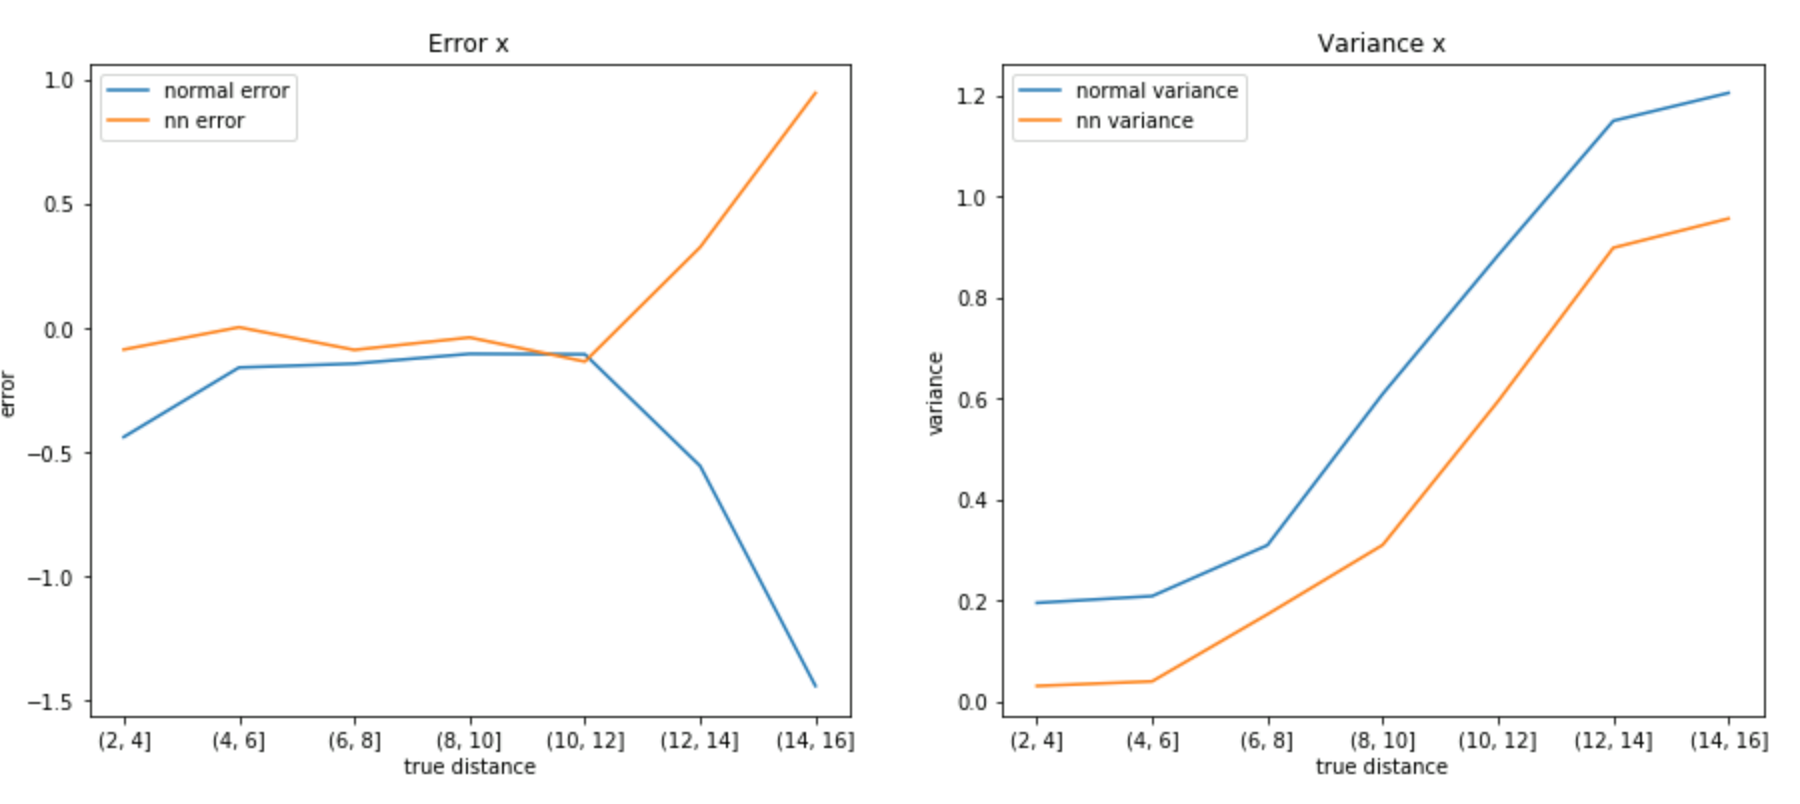 Error x
normal error
nn error
1.0
0.5
0.0
−0.5
−1.0
−1.5
error
(2, 4] (4, 6] (6, 8] (8, 10] (10, 12] (12, 14] (14, 16]
true distance
Variance x
normal variance
nn variance
1.2
1.0
0.8
0.6
0.4
0.2
0.0
variance
(2, 4] (4, 6] (6, 8] (8, 10] (10, 12] (12, 14] (14, 16]
true distance